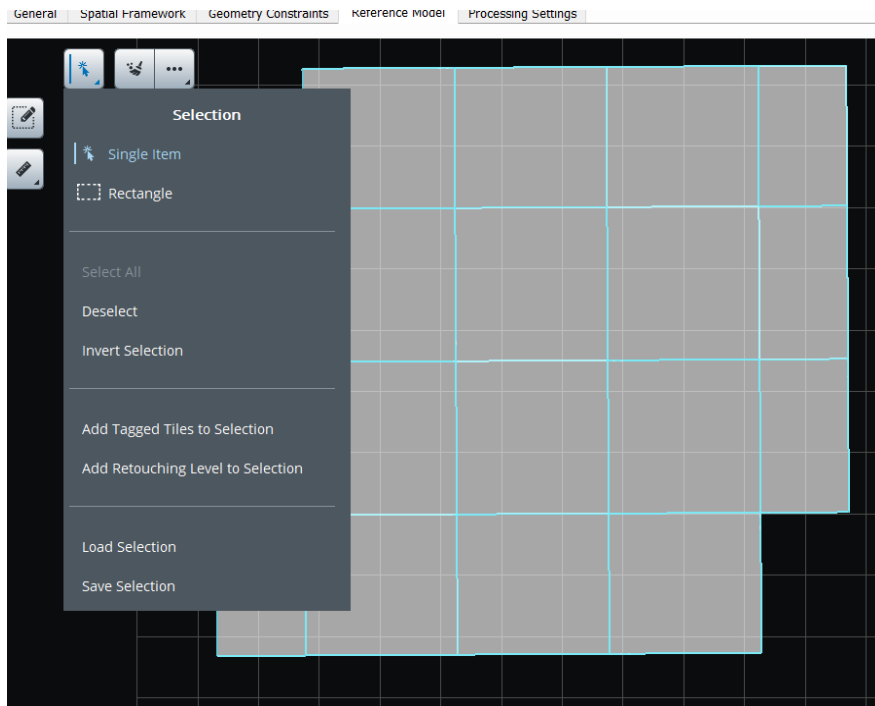 General Spatial Framework Geometry Constraints Reference Model Processing Settings
Selection
Single Item
Rectangle
Select All
Deselect
Invert Selection
Add Tagged Tiles to Selection
Add Retouching Level to Selection
Load Selection
Save Selection